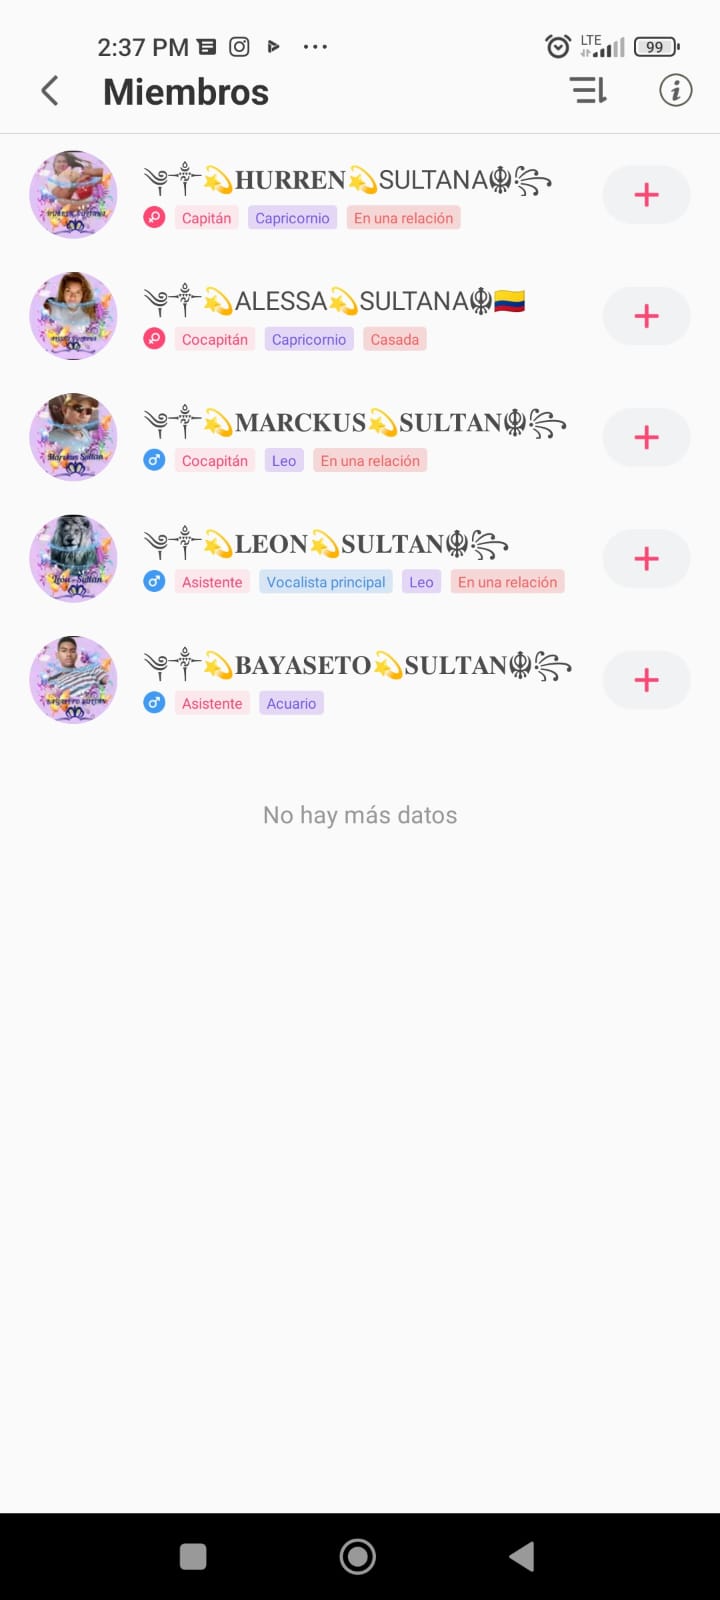 2:37 PM LTE 99
Miembros
༒💫𝐇𝐔𝐑𝐑𝐄𝐍💫SULTANA☬꧂
Capitán Capricornio En una relación
༒💫ALESSA💫SULTANA☬🇨🇴
Cocapitán Capricornio Casada
༒💫𝐌𝐀𝐑𝐂𝐊𝐔𝐒💫𝐒𝐔𝐋𝐓𝐀𝐍☬꧂
Cocapitán Leo En una relación
༒💫𝐋𝐄𝐎𝐍💫𝐒𝐔𝐋𝐓𝐀𝐍☬꧂
Asistente Vocalista principal Leo En una relación
༒💫𝐁𝐀𝐘𝐀𝐒𝐄𝐓𝐎💫𝐒𝐔𝐋𝐓𝐀𝐍☬꧂
Asistente Acuario
No hay más datos